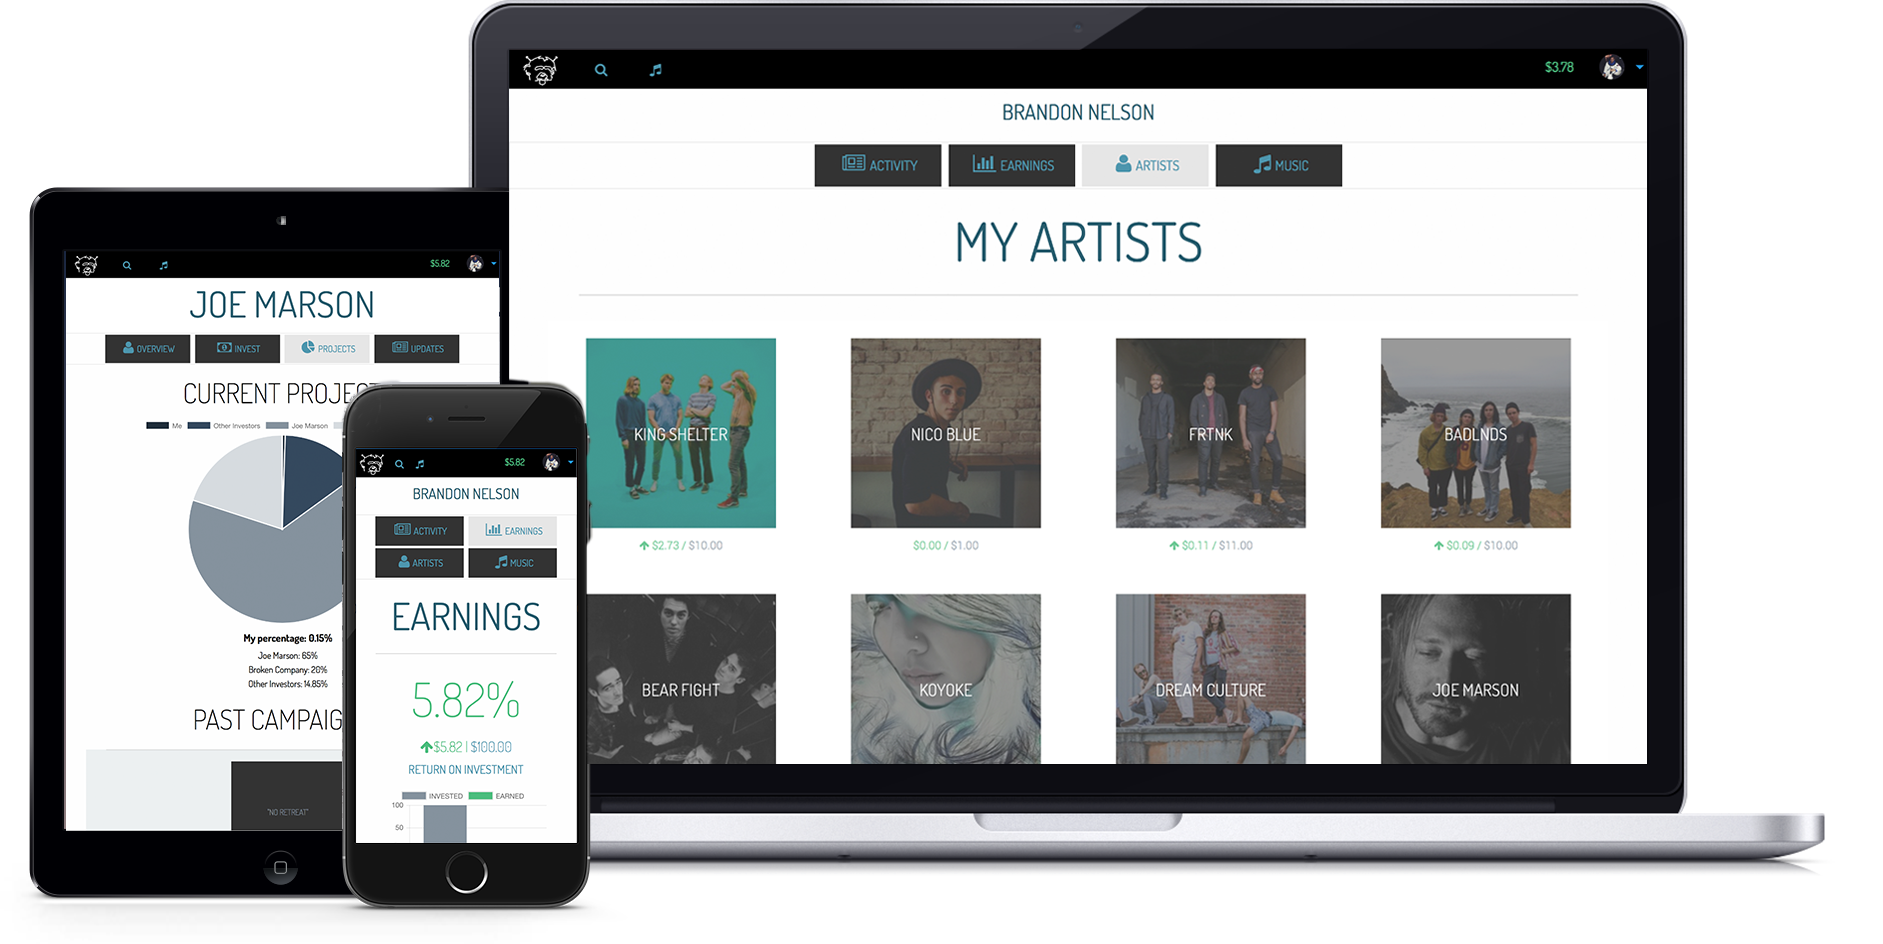 $3.78
BRANDON NELSON
ACTIVITY EARNINGS ARTISTS MUSIC
MY ARTISTS
KING SHELTER NICO BLUE FRTNK BADLNDS
$2.73 / $10.00 $0.00 / $1.00 $0.11 / $11.00 $0.09 / $10.00
BEAR FIGHT KOYOKE DREAM CULTURE JOE MARSON
$5.82
JOE MARSON
OVERVIEW INVEST PROJECTS UPDATES
CURRENT PROJECT
Me Other Investors Joe Marson
My percentage: 0.15%
Joe Marson: 65%
Broken Company: 20%
Other Investors: 14.85%
PAST CAMPAIG
"NO RETREAT"
$5.82
BRANDON NELSON
ACTIVITY EARNINGS
ARTISTS MUSIC
EARNINGS
5.82%
$5.82 | $100.00
RETURN ON INVESTMENT
INVESTED EARNED
100
50